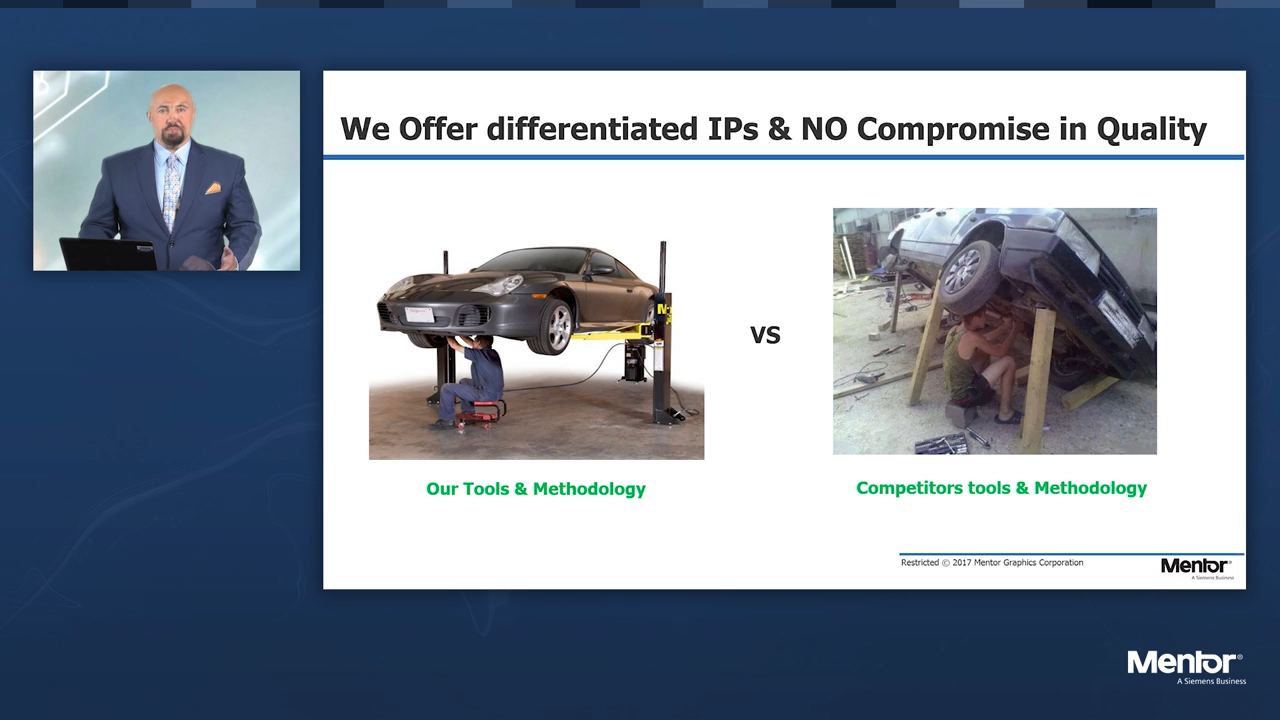 We Offer differentiated IPs & NO Compromise in Quality
VS
Our Tools & Methodology
Competitors tools & Methodology
Restricted © 2017 Mentor Graphics Corporation
Mentor®
A Siemens Business
Mentor®
A Siemens Business